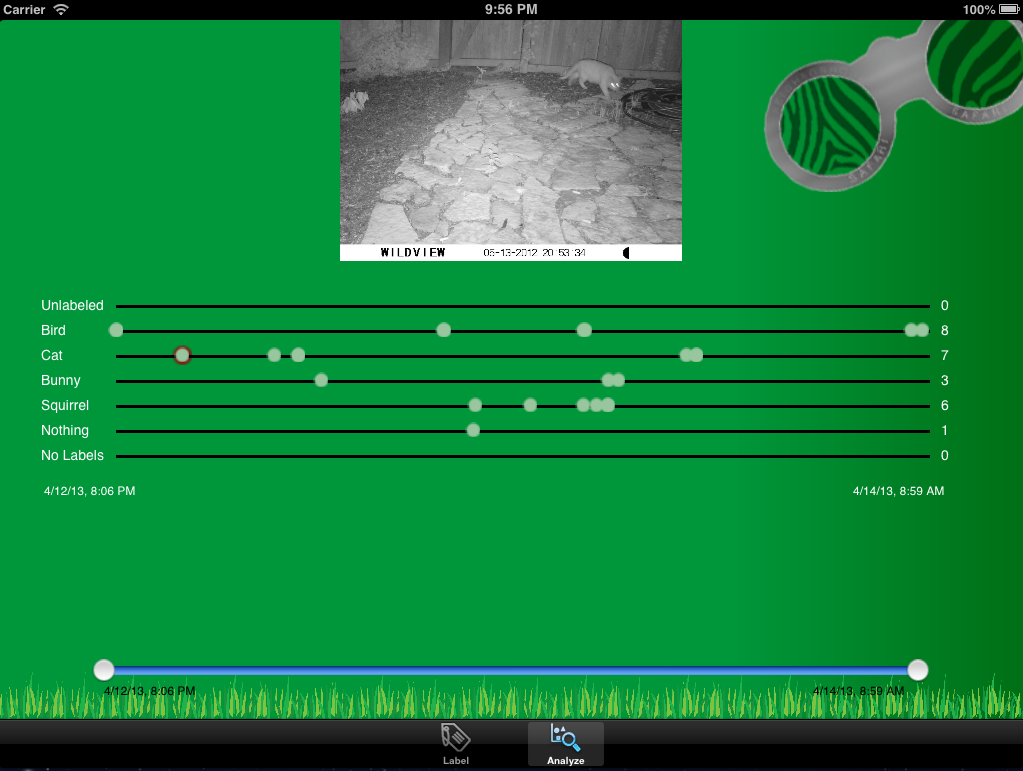 Carrier 9:56 PM 100%
SAFARI
SAFARI
WILDVIEW 05-13-2012 20:53:34
Unlabeled 0
Bird 8
Cat 7
Bunny 3
Squirrel 6
Nothing 1
No Labels 0
4/12/13, 8:06 PM 4/14/13, 8:59 AM
4/12/13, 8:06 PM 4/14/13, 8:59 AM
Label Analyze